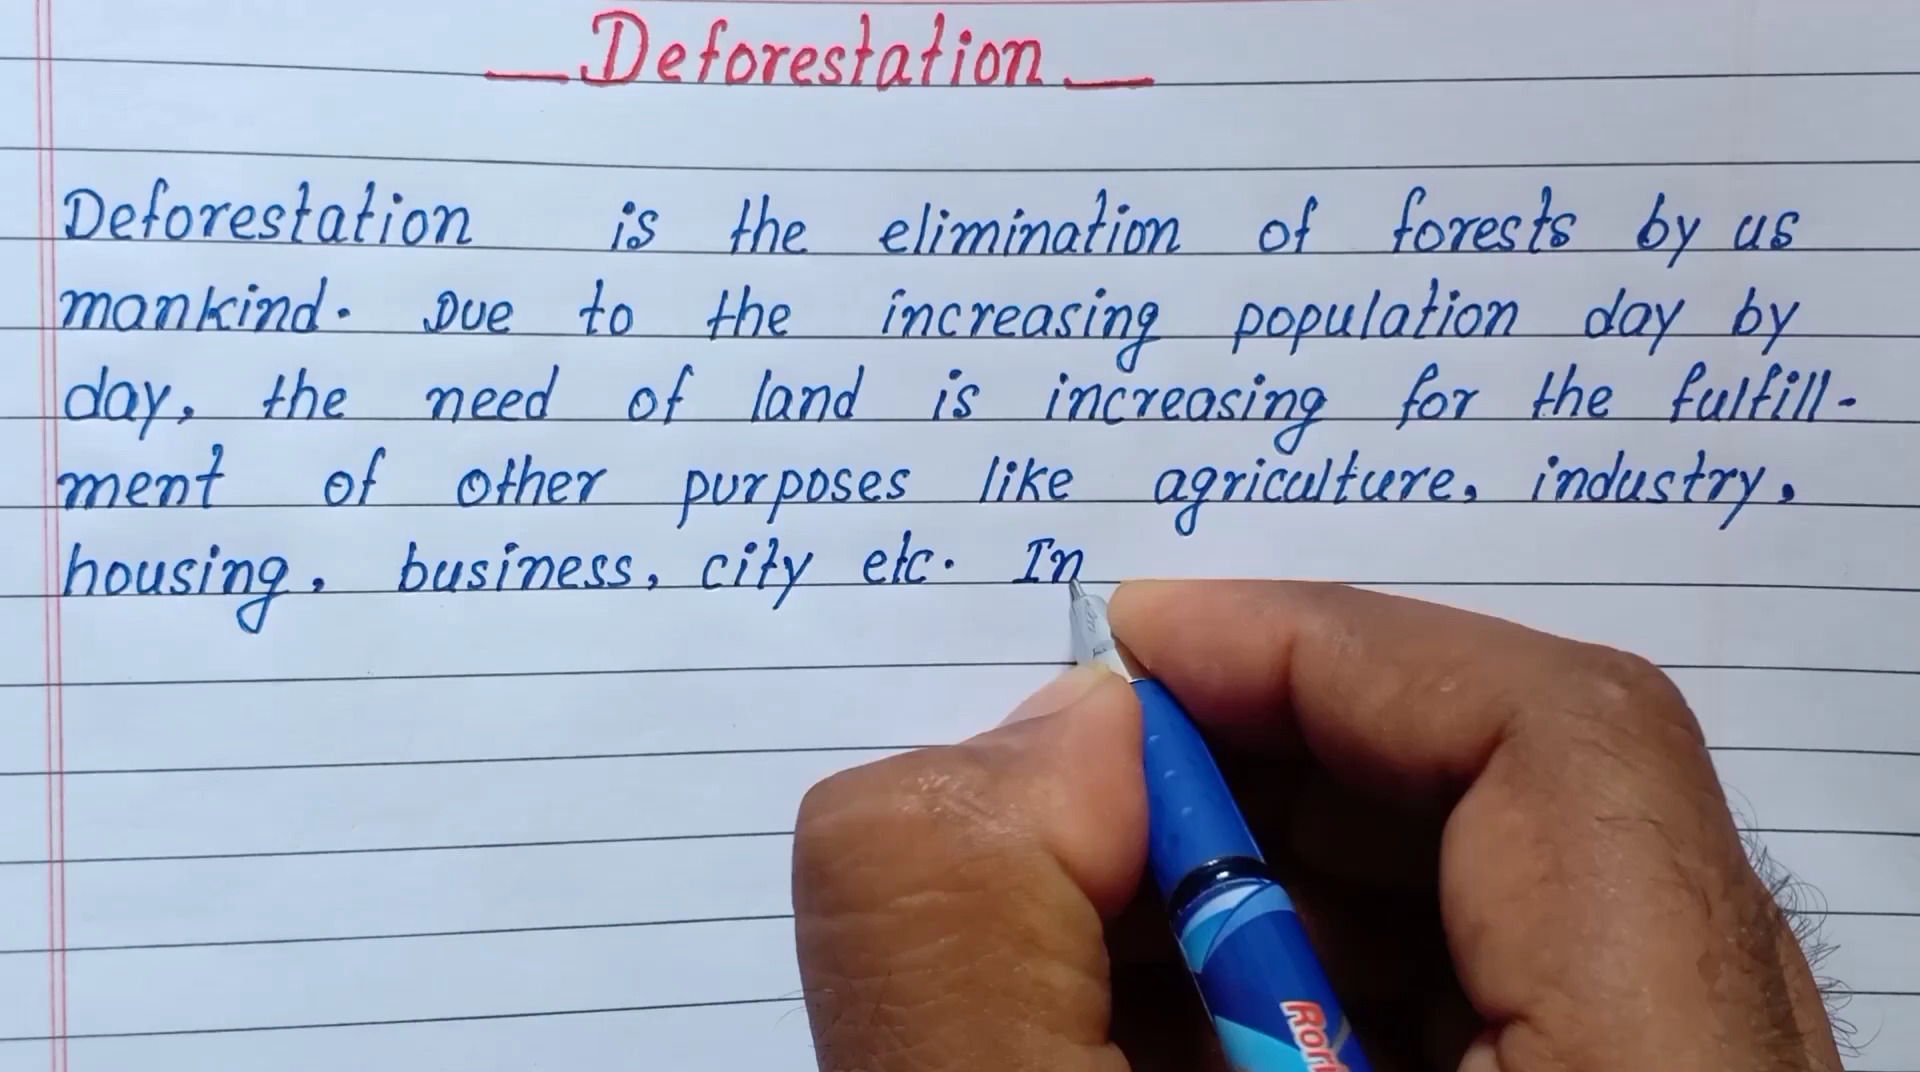 Deforestation
Deforestation is the elimination of forests by us
mankind. Due to the increasing population day by
day, the need of land is increasing for the fulfill-
ment of other purposes like agriculture, industry,
housing, business, city etc. In